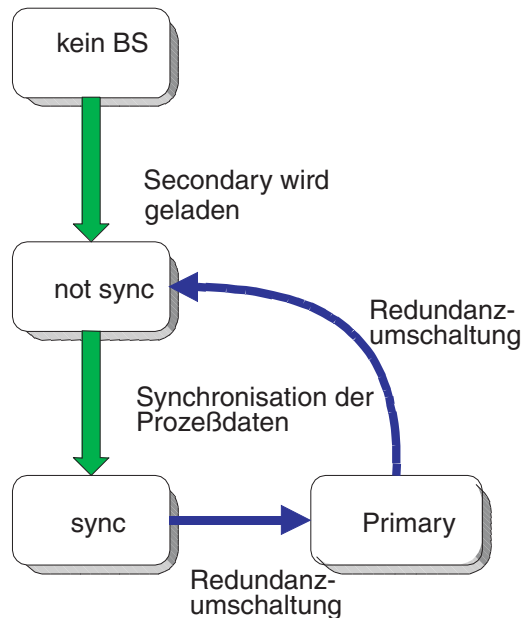 kein BS
Secondary wird
geladen
not sync
Redundanz-
umschaltung
Synchronisation der
Prozeßdaten
sync
Primary
Redundanz-
umschaltung